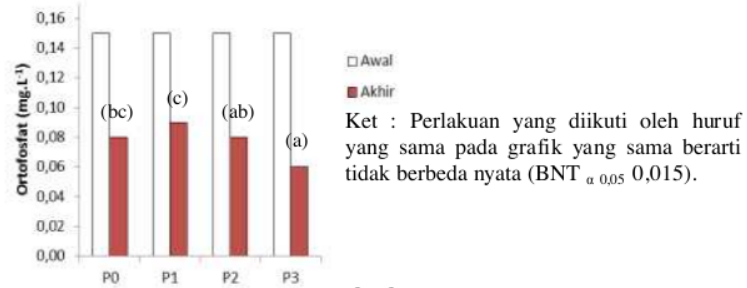 0,16
0,14
0,12
0,10
0,08
0,06
0,04
0,02
0,00
Ortofosfat (mg.L-1)
(bc)
(c)
(ab)
(a)
P0 P1 P2 P3
Awal
Akhir
Ket : Perlakuan yang diikuti oleh huruf
yang sama pada grafik yang sama berarti
tidak berbeda nyata (BNT α 0,05 0,015).